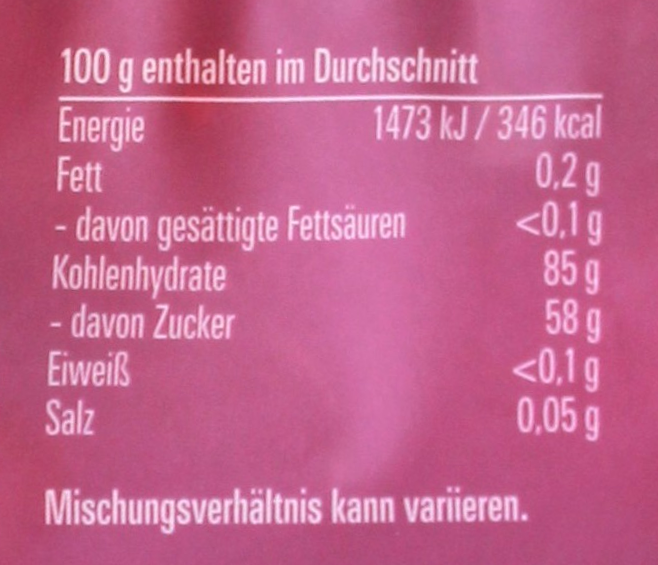 100 g enthalten im Durchschnitt
Energie 1473 kJ / 346 kcal
Fett 0,2 g
- davon gesättigte Fettsäuren <0,1 g
Kohlenhydrate 85 g
- davon Zucker 58 g
Eiweiß <0,1 g
Salz 0,05 g
Mischungsverhältnis kann variieren.